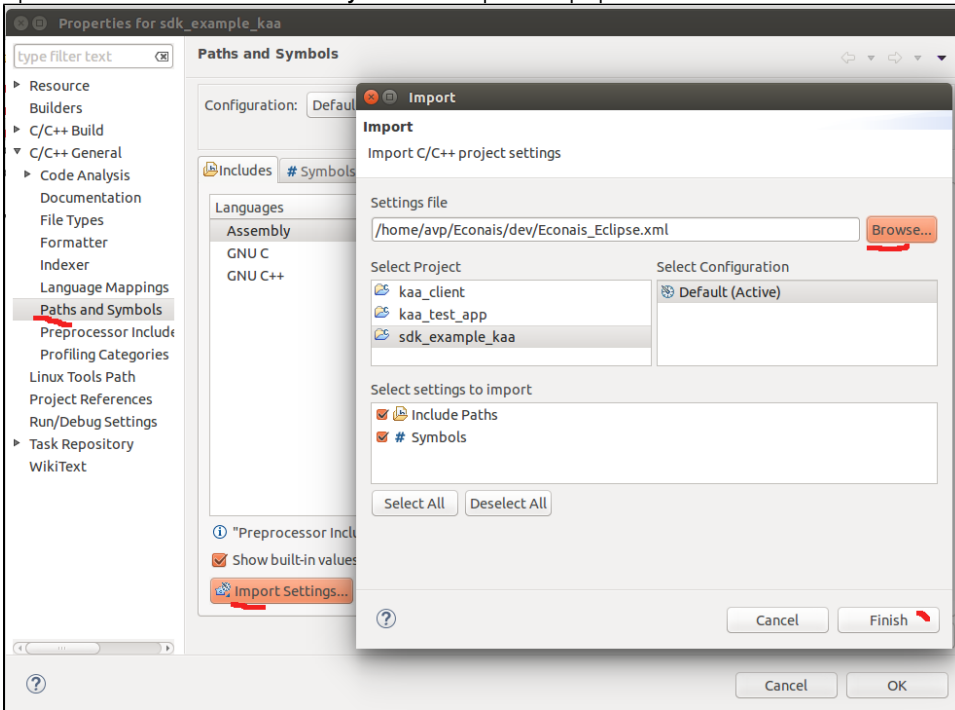 Properties for sdk_example_kaa
type filter text
Paths and Symbols
Resource
Builders
C/C++ Build
C/C++ General
Code Analysis
Documentation
File Types
Formatter
Indexer
Language Mappings
Paths and Symbols
Preprocessor Include
Profiling Categories
Linux Tools Path
Project References
Run/Debug Settings
Task Repository
WikiText
Configuration: Defaul
Includes # Symbols
Languages
Assembly
GNU C
GNU C++
"Preprocessor Inclu
Show built-in values
Import Settings...
Import
Import
Import C/C++ project settings
Settings file
/home/avp/Econais/dev/Econais_Eclipse.xml Browse...
Select Project Select Configuration
kaa_client Default (Active)
kaa_test_app
sdk_example_kaa
Select settings to import
Include Paths
# Symbols
Select All Deselect All
Cancel Finish
Cancel OK